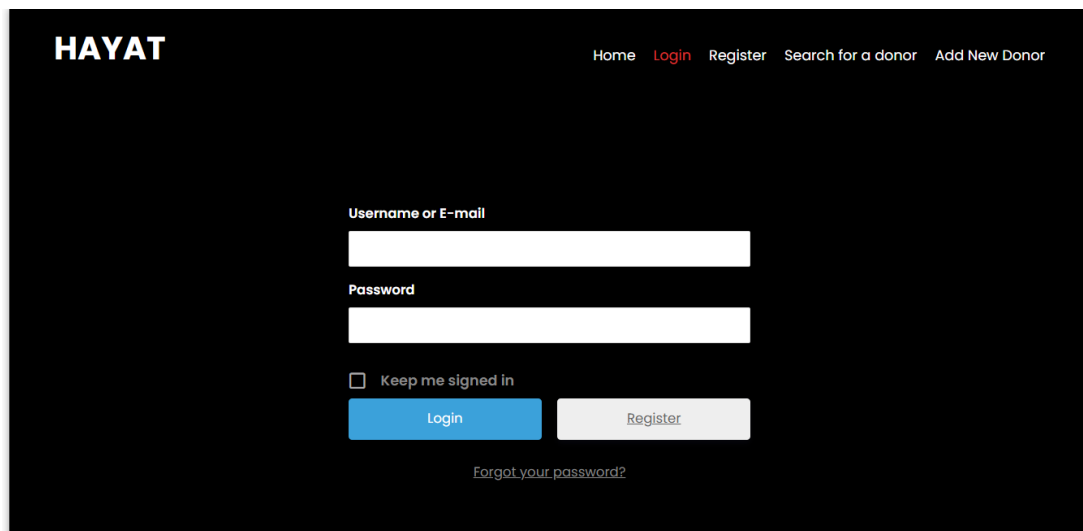 HAYAT
Home Login Register Search for a donor Add New Donor
Username or E-mail
Password
Keep me signed in
Login Register
Forgot your password?